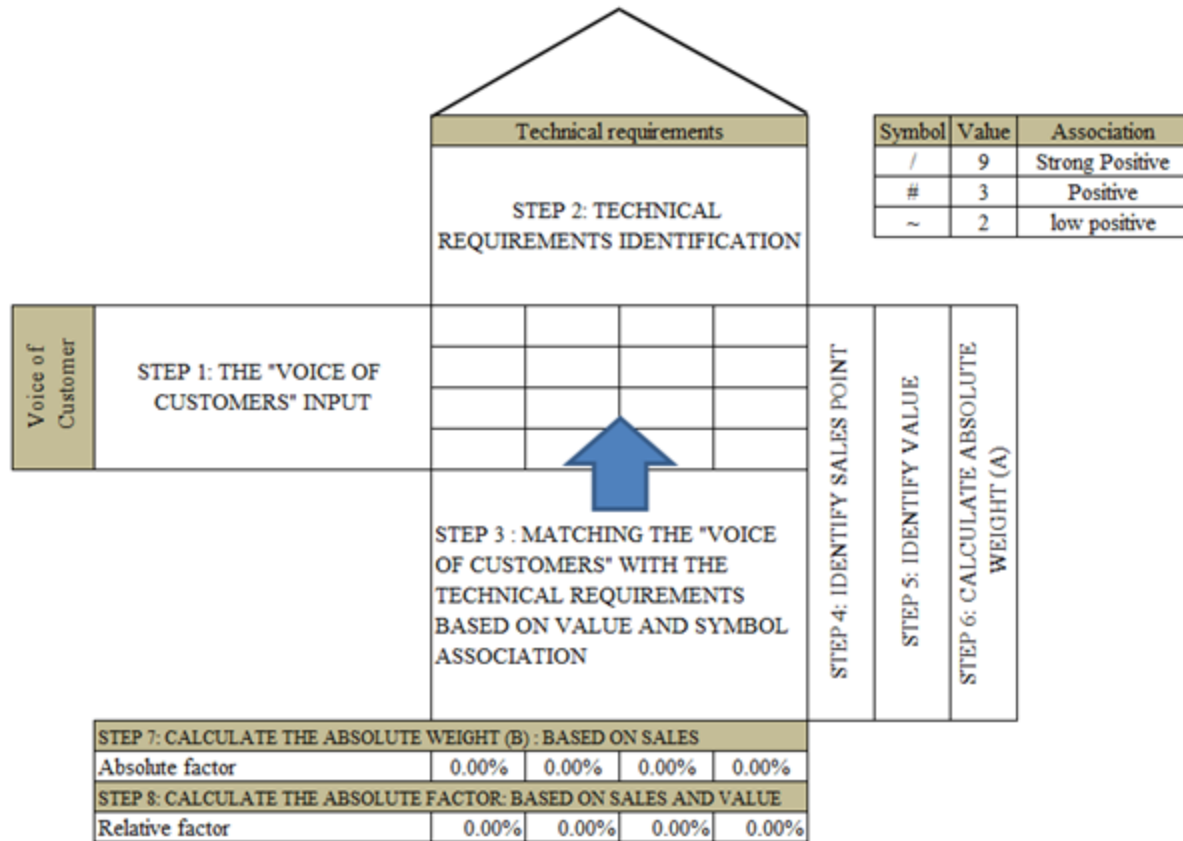 Technical requirements
STEP 2: TECHNICAL
REQUIREMENTS IDENTIFICATION
Symbol Value Association
/ 9 Strong Positive
# 3 Positive
~ 2 low positive
Voice of
Customer
STEP 1: THE "VOICE OF
CUSTOMERS" INPUT
STEP 3 : MATCHING THE "VOICE
OF CUSTOMERS" WITH THE
TECHNICAL REQUIREMENTS
BASED ON VALUE AND SYMBOL
ASSOCIATION
STEP 4: IDENTIFY SALES POINT
STEP 5: IDENTIFY VALUE
STEP 6: CALCULATE ABSOLUTE
WEIGHT (A)
STEP 7: CALCULATE THE ABSOLUTE WEIGHT (B) : BASED ON SALES
Absolute factor 0.00% 0.00% 0.00% 0.00%
STEP 8: CALCULATE THE ABSOLUTE FACTOR: BASED ON SALES AND VALUE
Relative factor 0.00% 0.00% 0.00% 0.00%